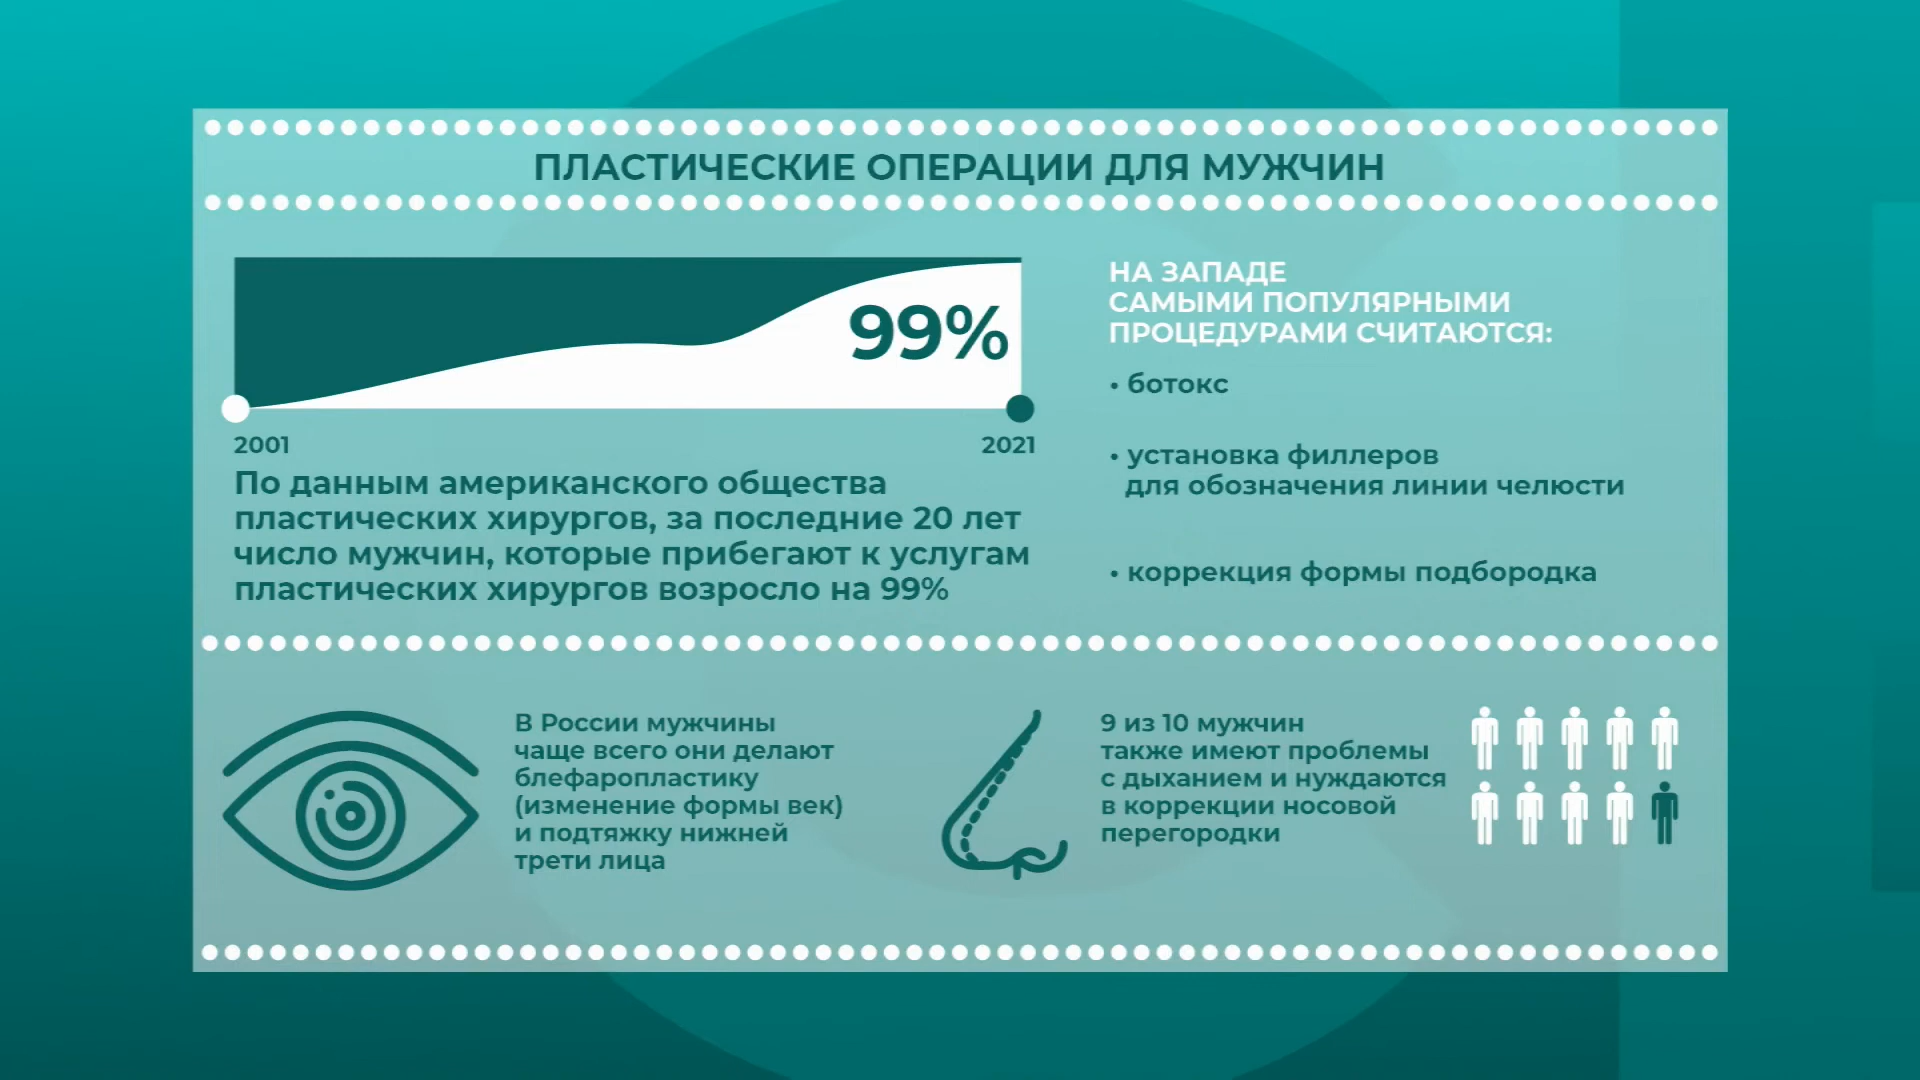 ПЛАСТИЧЕСКИЕ ОПЕРАЦИИ ДЛЯ МУЖЧИН
99%
2001
2021
По данным американского общества
пластических хирургов, за последние 20 лет
число мужчин, которые прибегают к услугам
пластических хирургов возросло на 99%
НА ЗАПАДЕ
САМЫМИ ПОПУЛЯРНЫМИ
ПРОЦЕДУРАМИ СЧИТАЮТСЯ:
• ботокс
• установка филлеров
для обозначения линии челюсти
• коррекция формы подбородка
В России мужчины
чаще всего они делают
блефаропластику
(изменение формы век)
и подтяжку нижней
трети лица
9 из 10 мужчин
также имеют проблемы
с дыханием и нуждаются
в коррекции носовой
перегородки